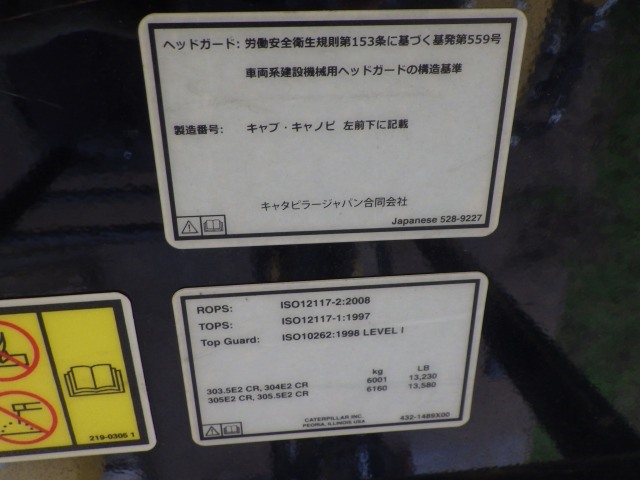 ヘッドガード: 労働安全衛生規則第153条に基づく基発第559号
車両系建設機械用ヘッドガードの構造基準
製造番号: キャブ・キャノピ 左前下に記載
キャタピラージャパン合同会社
Japanese 528-9227
ROPS: ISO12117-2:2008
TOPS: ISO12117-1:1997
Top Guard: ISO10262:1998 LEVEL I
kg LB
303.5E2 CR, 304E2 CR 6001 13,230
305E2 CR, 305.5E2 CR 6160 13,580
CATERPILLAR INC.
PEORIA, ILLINOIS USA
432-1489X00
219-0306 1